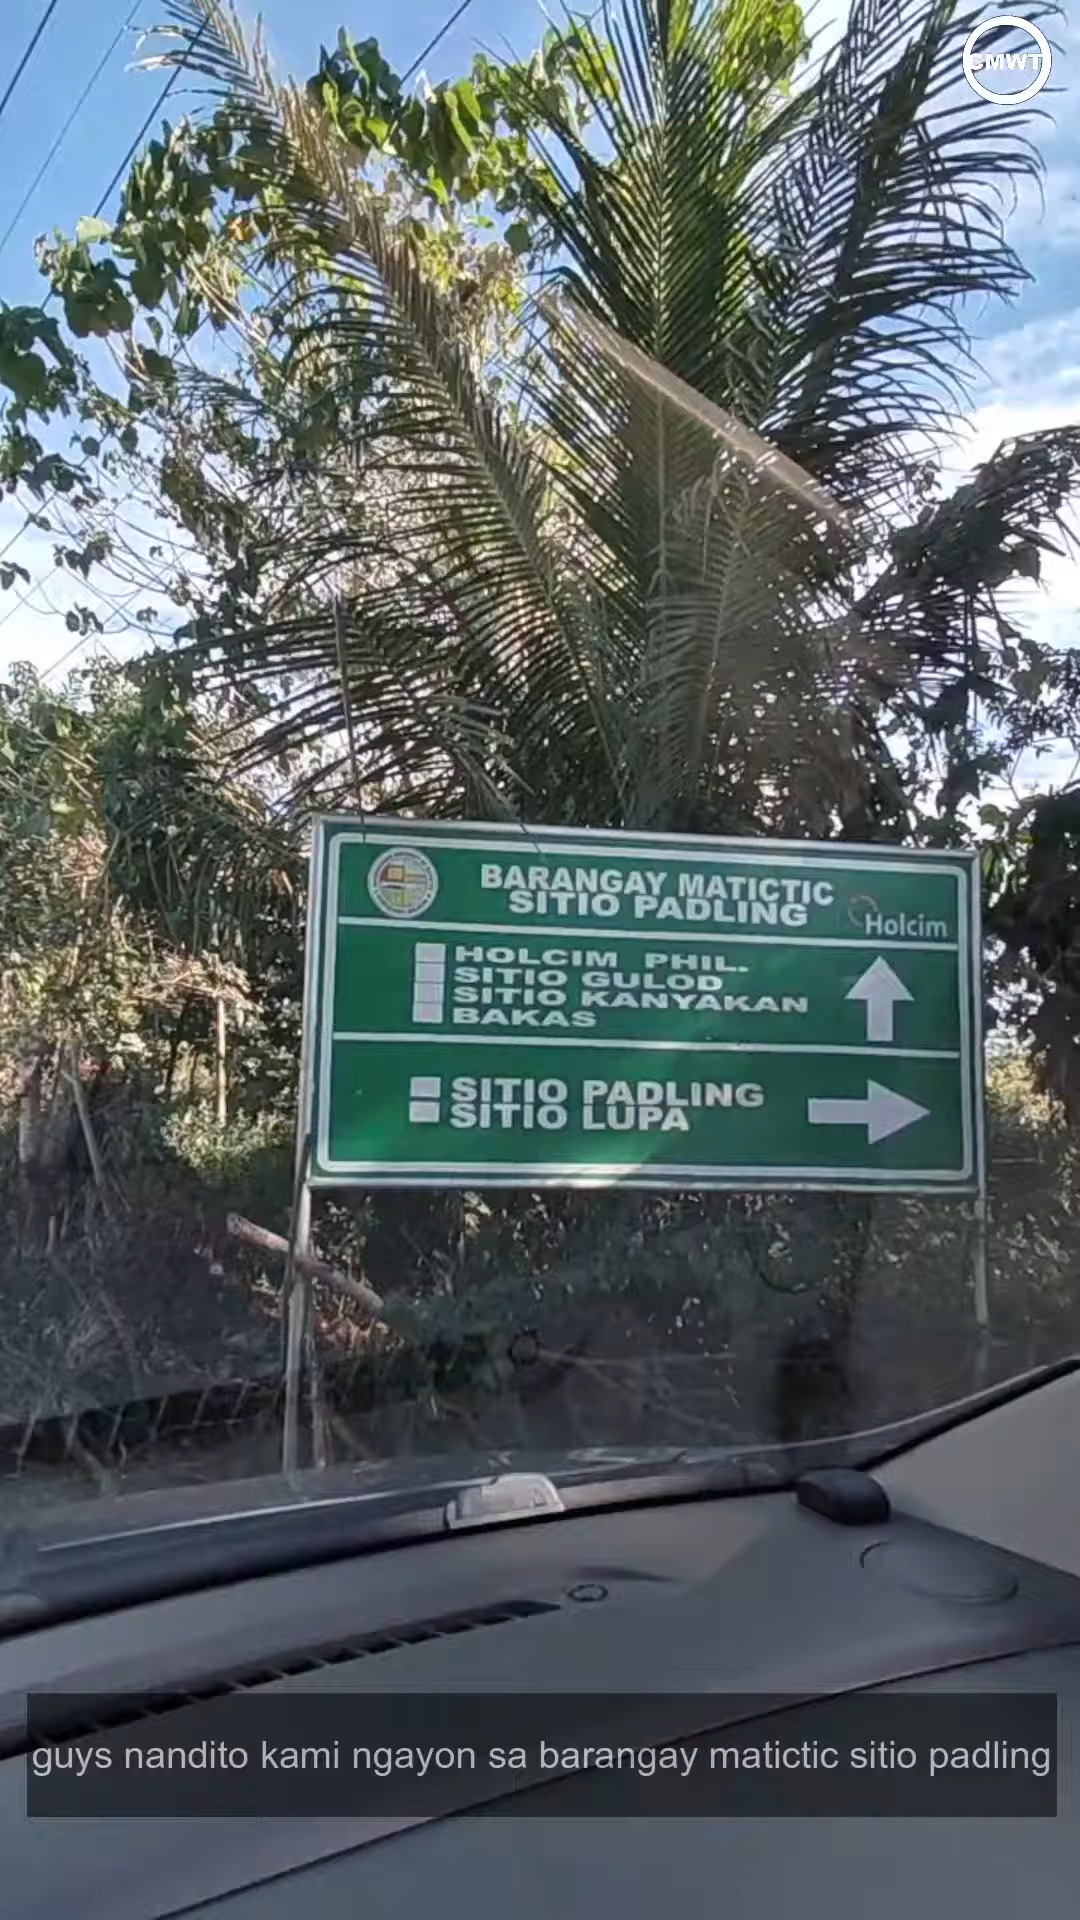 CMWT
BARANGAY MATICTIC
SITIO PADLING
Holcim
HOLCIM PHIL.
SITIO GULOD
SITIO KANYAKAN
BAKAS
SITIO PADLING
SITIO LUPA
guys nandito kami ngayon sa barangay matictic sitio padling